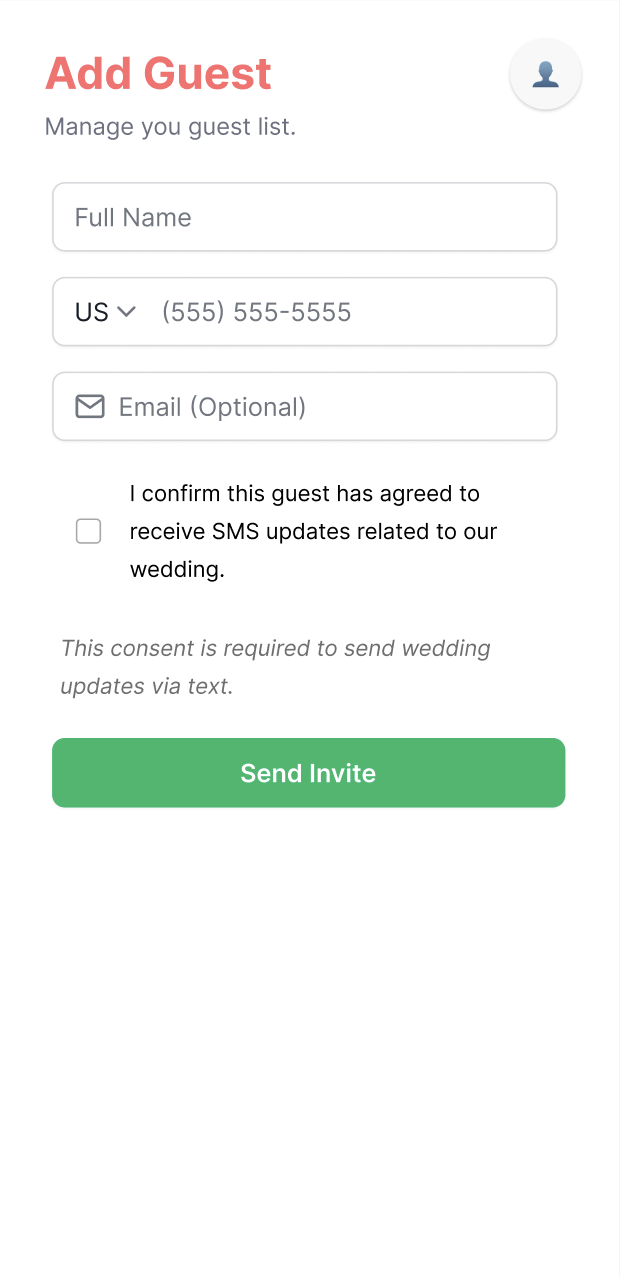 Add Guest
Manage you guest list.
Full Name
US (555) 555-5555
Email (Optional)
I confirm this guest has agreed to
receive SMS updates related to our
wedding.
This consent is required to send wedding
updates via text.
Send Invite